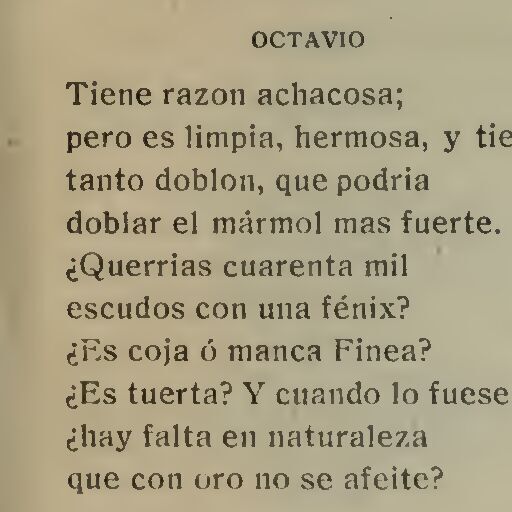 OCTAVIO
Tiene razon achacosa;
pero es limpia, hermosa, y tie
tanto doblon, que podria
doblar el mármol mas fuerte.
¿Querrias cuarenta mil
escudos con una fénix?
¿Es coja ó manca Finea?
¿Es tuerta? Y cuando lo fuese
¿hay falta en naturaleza
que con oro no se afeite?